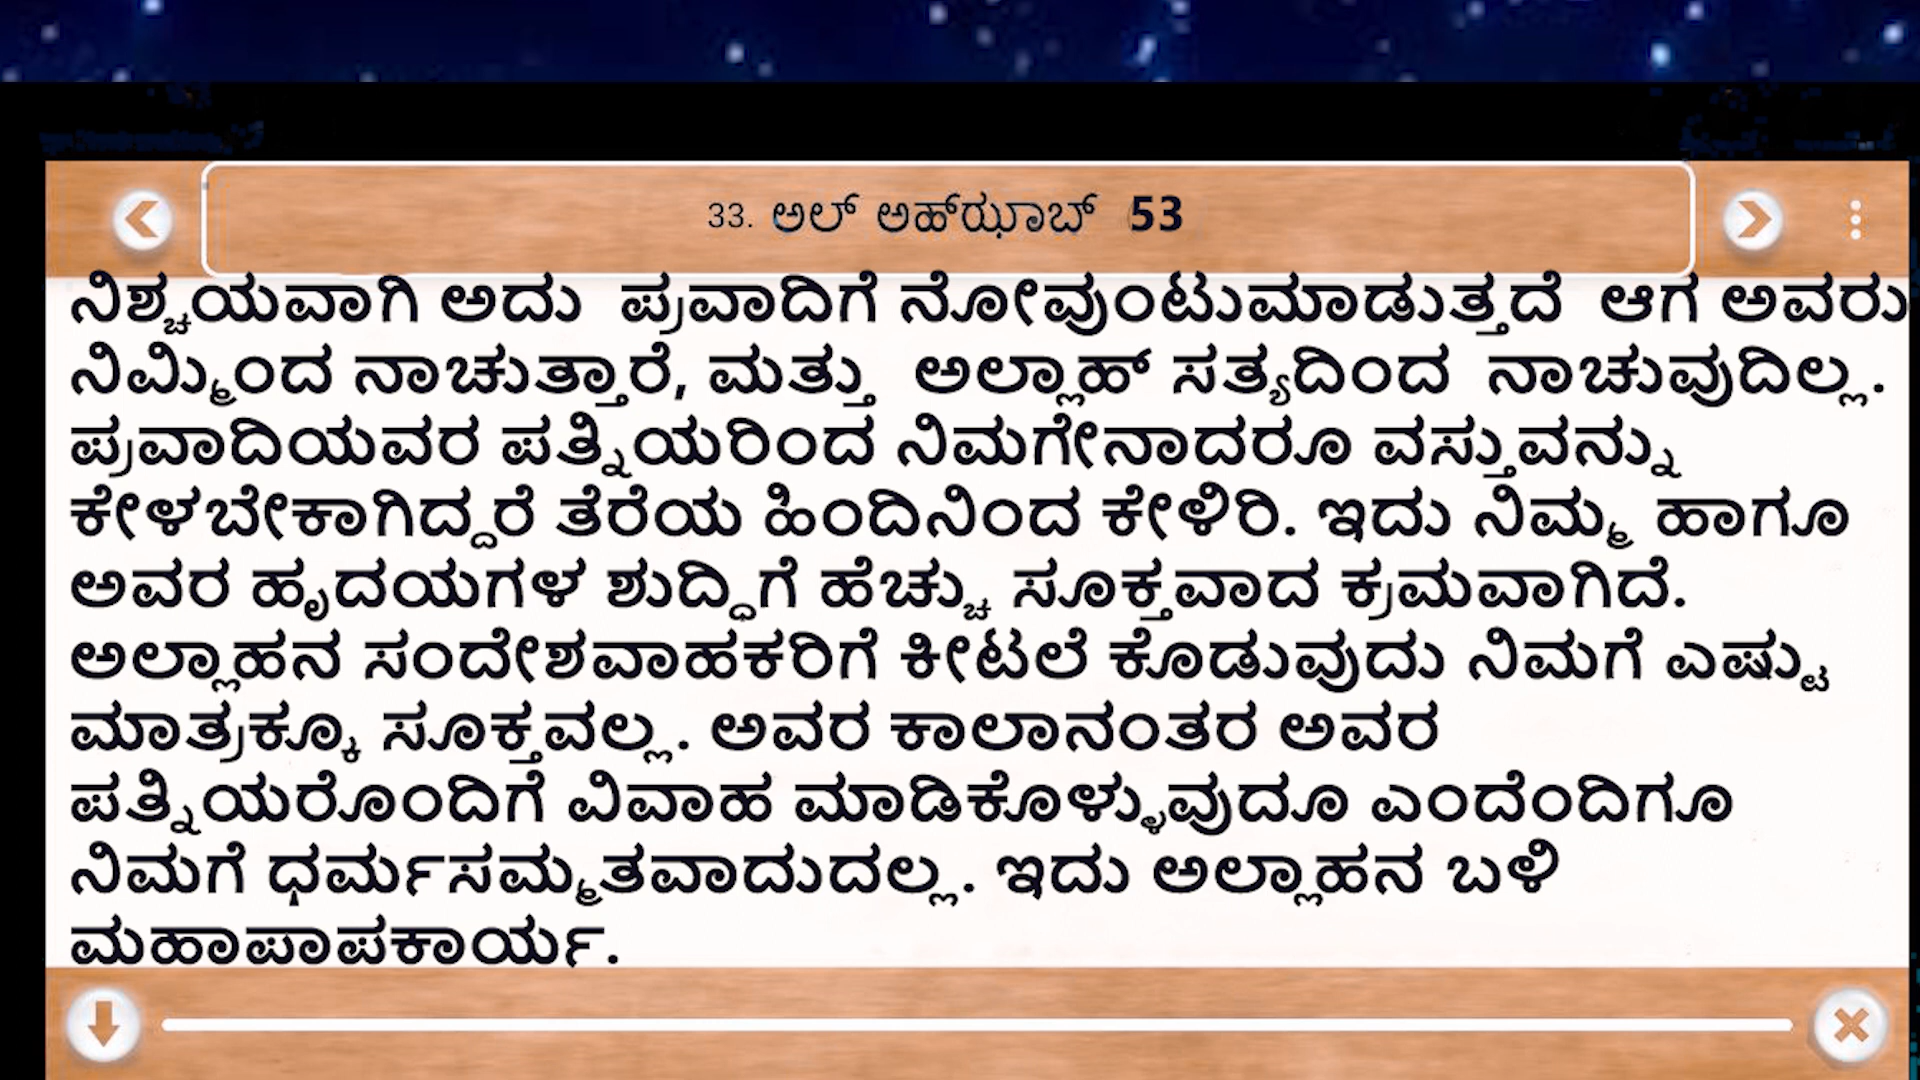 33. ಅಲ್ ಅಹ್‌ಝಾಬ್ 53
ನಿಶ್ಚಯವಾಗಿ ಅದು ಪ್ರವಾದಿಗೆ ನೋವುಂಟುಮಾಡುತ್ತದೆ ಆಗ ಅವರು
ನಿಮ್ಮಿಂದ ನಾಚುತ್ತಾರೆ, ಮತ್ತು ಅಲ್ಲಾಹ್ ಸತ್ಯದಿಂದ ನಾಚುವುದಿಲ್ಲ.
ಪ್ರವಾದಿಯವರ ಪತ್ನಿಯರಿಂದ ನಿಮಗೇನಾದರೂ ವಸ್ತುವನ್ನು
ಕೇಳಬೇಕಾಗಿದ್ದರೆ ತೆರೆಯ ಹಿಂದಿನಿಂದ ಕೇಳಿರಿ. ಇದು ನಿಮ್ಮ ಹಾಗೂ
ಅವರ ಹೃದಯಗಳ ಶುದ್ಧಿಗೆ ಹೆಚ್ಚು ಸೂಕ್ತವಾದ ಕ್ರಮವಾಗಿದೆ.
ಅಲ್ಲಾಹನ ಸಂದೇಶವಾಹಕರಿಗೆ ಕೀಟಲೆ ಕೊಡುವುದು ನಿಮಗೆ ಎಷ್ಟು
ಮಾತ್ರಕ್ಕೂ ಸೂಕ್ತವಲ್ಲ. ಅವರ ಕಾಲಾನಂತರ ಅವರ
ಪತ್ನಿಯರೊಂದಿಗೆ ವಿವಾಹ ಮಾಡಿಕೊಳ್ಳುವುದೂ ಎಂದೆಂದಿಗೂ
ನಿಮಗೆ ಧರ್ಮಸಮ್ಮತವಾದುದಲ್ಲ. ಇದು ಅಲ್ಲಾಹನ ಬಳಿ
ಮಹಾಪಾಪಕಾರ್ಯ.